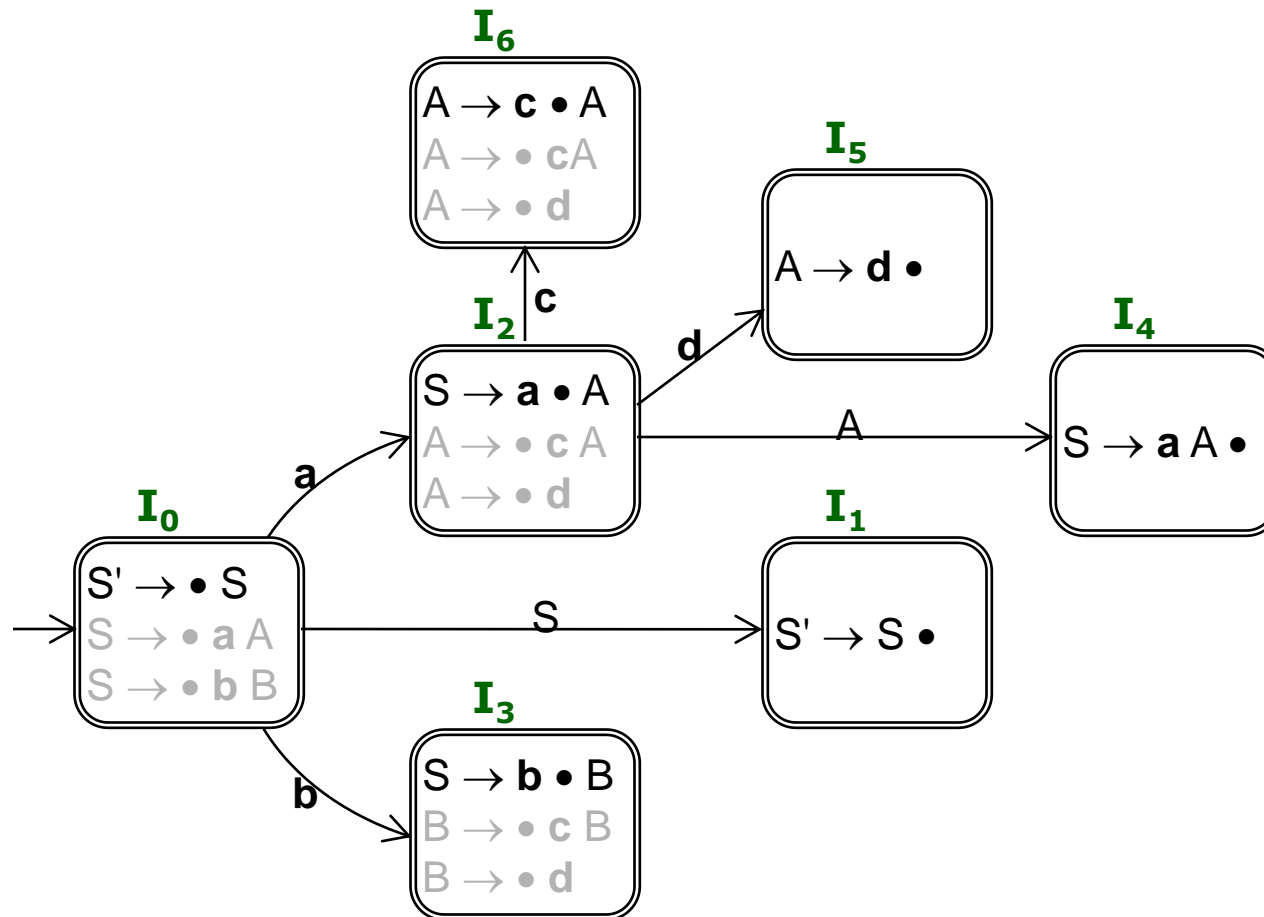 I₆
A → c • A
A → • cA
A → • d
c
I₅
A → d •
d
I₂
S → a • A
A → • c A
A → • d
A
I₄
S → a A •
a
I₀
S' → • S
S → • a A
S → • b B
S
I₁
S' → S •
b
I₃
S → b • B
B → • c B
B → • d